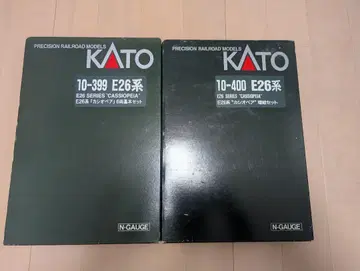 PRECISION RAILROAD MODELS
KATO
10-399 E26系
E26 SERIES "CASSIOPEIA"
E26系「カシオペア」6両基本セット
N-GAUGE
PRECISION RAILROAD MODELS
KATO
10-400 E26系
E26 SERIES "CASSIOPEIA"
E26系"カシオペア"増結セット
N-GAUGE